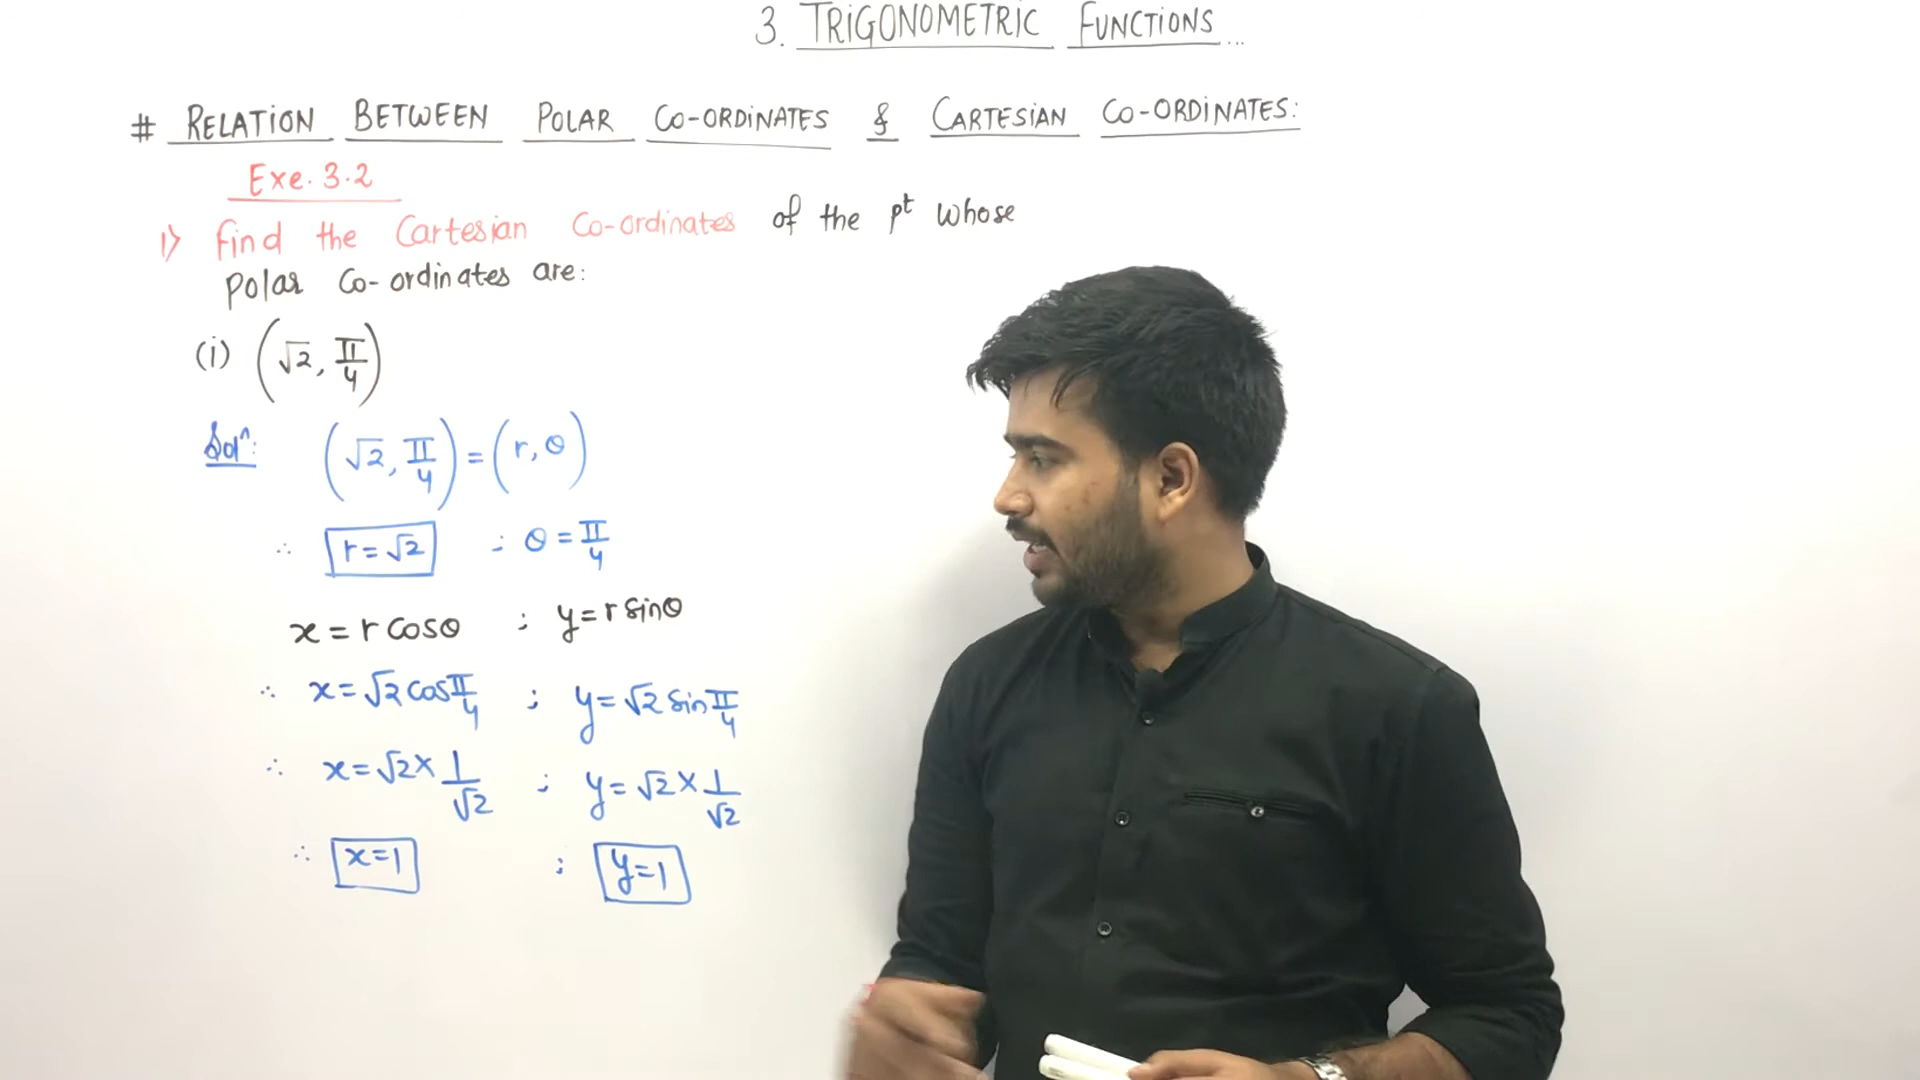 3. TRIGONOMETRIC FUNCTIONS...
# RELATION BETWEEN POLAR CO-ORDINATES & CARTESIAN CO-ORDINATES:
Exe. 3.2
1) Find the Cartesian Co-ordinates of the pt whose
polar Co-ordinates are:
(i) (√2, π/4)
Solⁿ: (√2, π/4) = (r, θ)
∴ r = √2 ; θ = π/4
x = r cosθ ; y = r sinθ
∴ x = √2 cos π/4 ; y = √2 sin π/4
∴ x = √2 × 1/√2 ; y = √2 × 1/√2
∴ x = 1 ; y = 1